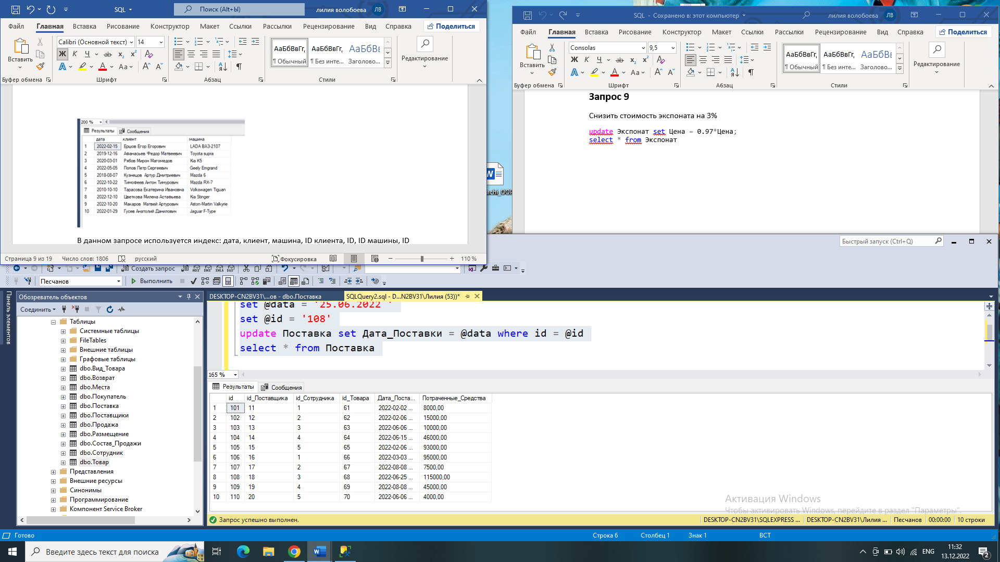 SQL
Поиск (Alt+Ы)
лилия волобоева
ЛВ
Файл Главная Вставка Рисование Конструктор Макет Ссылки Рассылки Рецензирование Вид Справка Поделиться
Calibri (Основной текст) 14
Вставить
Ж К Ч ab x₂ x²
АаБбВвГг, АаБбВвГг, АаБбВ
¶ Обычный ¶ Без инте... Заголово...
Редактирование
Буфер обмена Шрифт Абзац Стили
200 %
Результаты Сообщения
дата клиент машина
1 2022-02-15 Ершов Егор Егорович LADA ВАЗ-2107
2 2019-12-16 Афанасьев Федор Матвеевич Toyota supra
3 2020-03-01 Рябов Мирон Магомедов Kia K5
4 2022-05-05 Попов Петр Сергеевич Geely Emgrand
5 2018-08-07 Кузнецов Артур Дмитриевич Mazda 6
6 2022-10-22 Тимофеев Антон Тимурович Mazda RX-7
7 2010-10-10 Тарасова Екатерина Ивановна Volkswagen Tiguan
8 2022-12-10 Цветкова Милена Астафьева Kia Stinger
9 2022-10-20 Макаров Матвей Артурович Aston-Martin Valkyrie
10 2022-01-29 Гусев Анатолий Данилович Jaguar F-Type
В данном запросе используется индекс: дата, клиент, машина, ID клиента, ID, ID машины, ID
Страница 9 из 19 Число слов: 1806 русский Фокусировка 110 %
SQL - Сохранено в: этот компьютер
лилия волобоева
ЛВ
Файл Главная Вставка Рисование Конструктор Макет Ссылки Рассылки Рецензирование Вид Справка Поделиться
Consolas 9,5
Вставить
Ж К Ч ab x₂ x²
АаБбВвГг, АаБбВвГг, АаБбВ
¶ Обычный ¶ Без инте... Заголово...
Редактирование
Буфер обмена Шрифт Абзац Стили
Запрос 9
Снизить стоимость экспоната на 3%
update Экспонат set Цена = 0.97*Цена;
select * from Экспонат
achi_OOP
Быстрый запуск (Ctrl+Q)
Создать запрос MDX DMX XMLA DAX
Песчанов Выполнить
Панель элементов
Обозреватель объектов
Соединить
Таблицы
Системные таблицы
FileTables
Внешние таблицы
Графовые таблицы
dbo.Вид_Товара
dbo.Возврат
dbo.Места
dbo.Покупатель
dbo.Поставка
dbo.Поставщики
dbo.Продажа
dbo.Размещение
dbo.Состав_Продажи
dbo.Сотрудник
dbo.Товар
Представления
Внешние ресурсы
Синонимы
Программирование
Компонент Service Broker
DESKTOP-CN2BV31\...ов - dbo.Поставка
SQLQuery2.sql - D...N2BV31\Лилия (53))*
set @data = '25.06.2022 '
set @id = '108'
update Поставка set Дата_Поставки = @data where id = @id
select * from Поставка
165 %
Результаты Сообщения
id id_Поставщика id_Сотрудника id_Товара Дата_Поста... Потраченные_Средства
1 101 11 1 61 2022-02-02 ... 8000,00
2 102 12 2 62 2022-02-06 ... 15000,00
3 103 13 3 63 2022-06-06 ... 10000,00
4 104 14 4 64 2022-06-15 ... 46000,00
5 105 15 5 65 2022-02-06 ... 93000,00
6 106 16 1 66 2022-03-03 ... 95000,00
7 107 17 2 67 2022-08-08 ... 7500,00
8 108 18 3 68 2022-06-25 ... 115000,00
9 109 19 4 69 2022-08-08 ... 45000,00
10 110 20 5 70 2022-06-06 ... 4000,00
Активация Windows
Чтобы активировать Windows, перейдите в раздел "Параметры".
Запрос успешно выполнен.
DESKTOP-CN2BV31\SQLEXPRESS ... DESKTOP-CN2BV31\Лилия ... Песчанов 00:00:00 10 строки
Готово Строка 6 Столбец 1 Знак 1 ВСТ
Введите здесь текст для поиска
ENG
11:32
13.12.2022
2